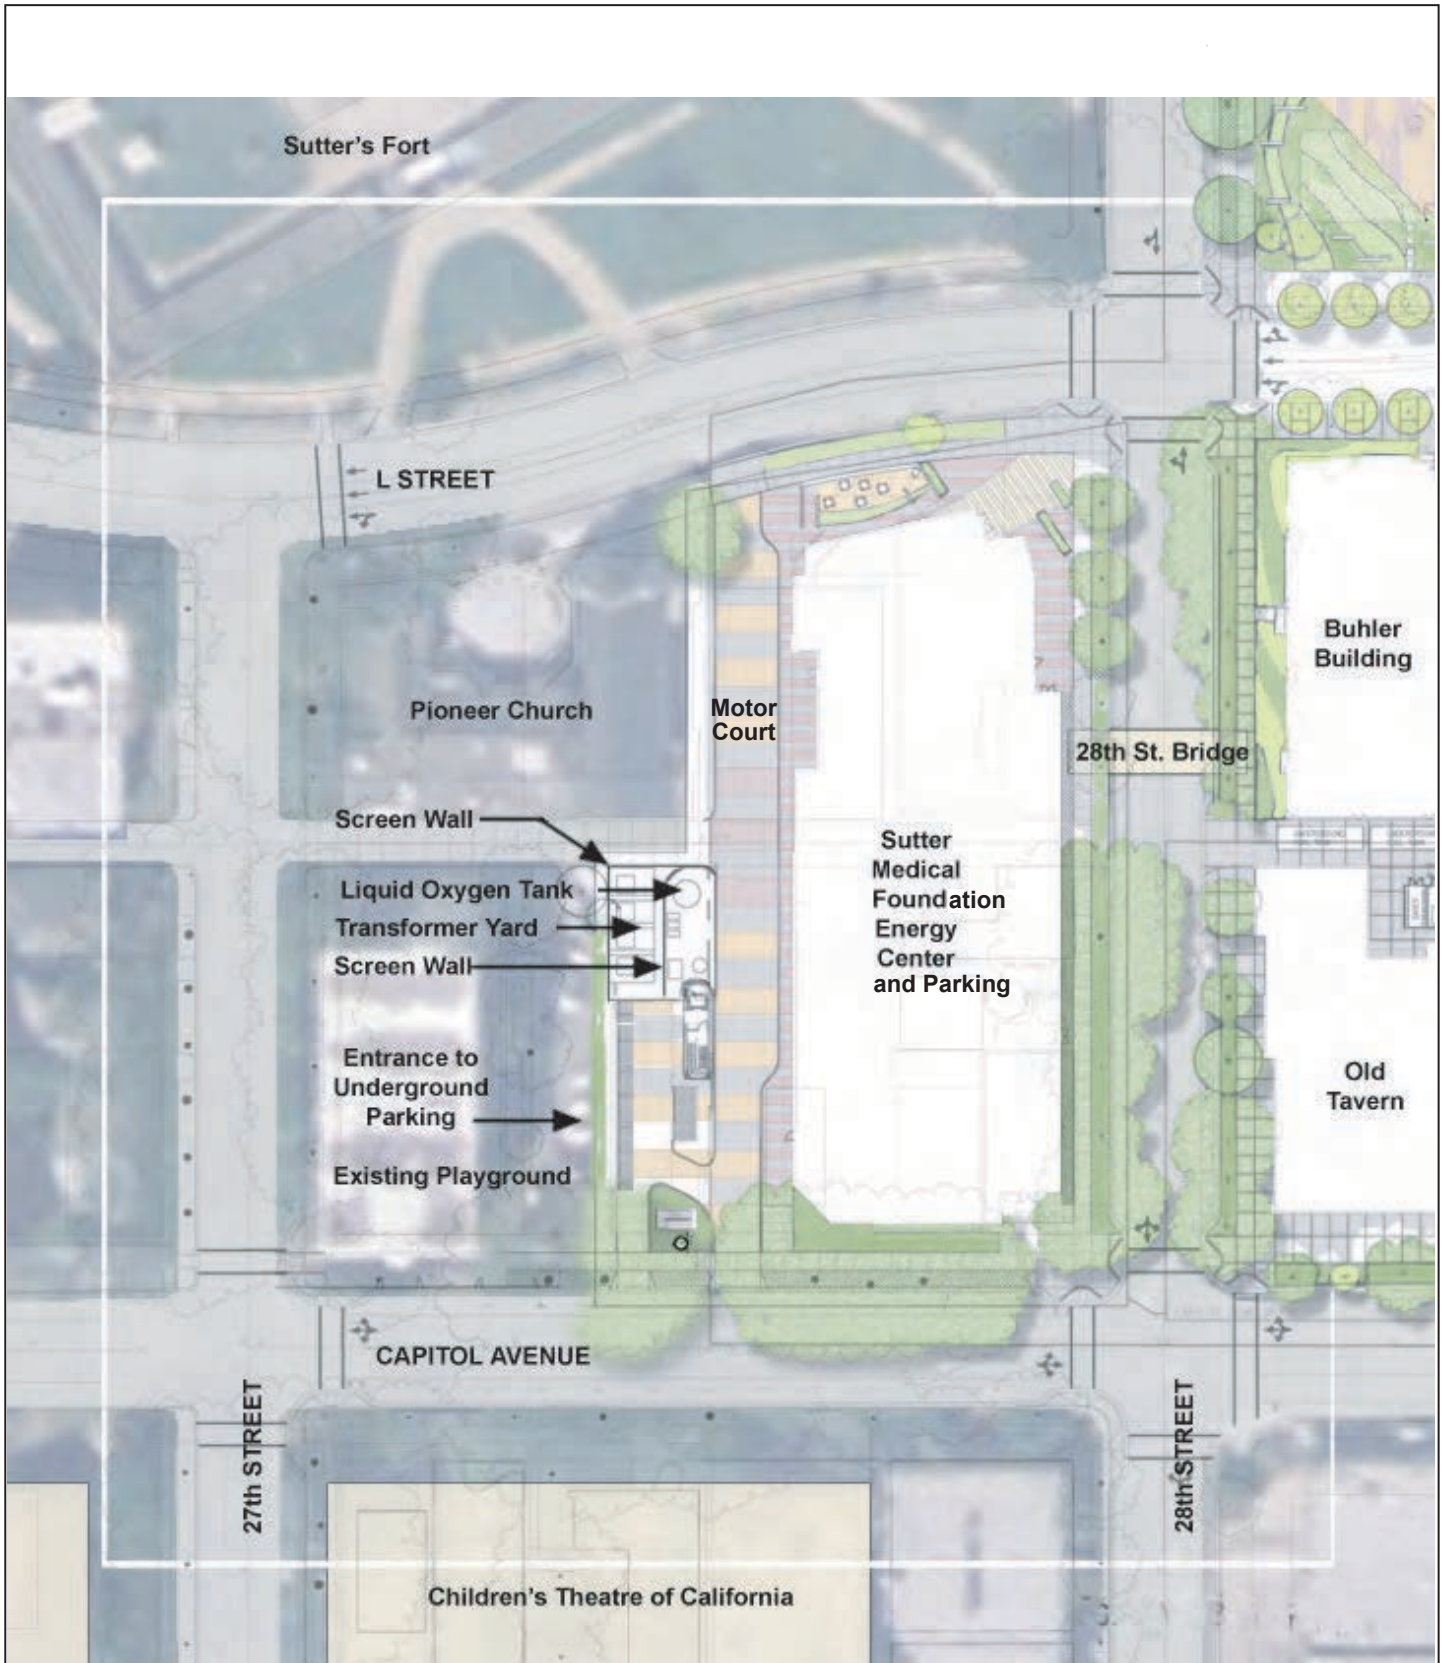 Sutter's Fort
L STREET
Pioneer Church
Motor
Court
Buhler
Building
28th St. Bridge
Screen Wall
Liquid Oxygen Tank
Transformer Yard
Screen Wall
Sutter
Medical
Foundation
Energy
Center
and Parking
Entrance to
Underground
Parking
Existing Playground
Old
Tavern
CAPITOL AVENUE
27th STREET
28th STREET
Children's Theatre of California